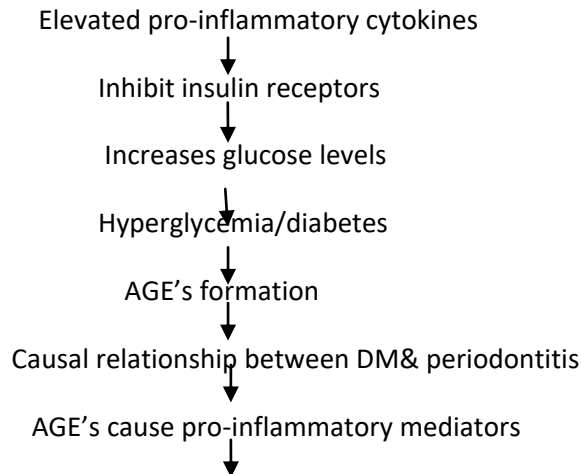 Elevated pro-inflammatory cytokines
Inhibit insulin receptors
Increases glucose levels
Hyperglycemia/diabetes
AGE's formation
Causal relationship between DM& periodontitis
AGE's cause pro-inflammatory mediators